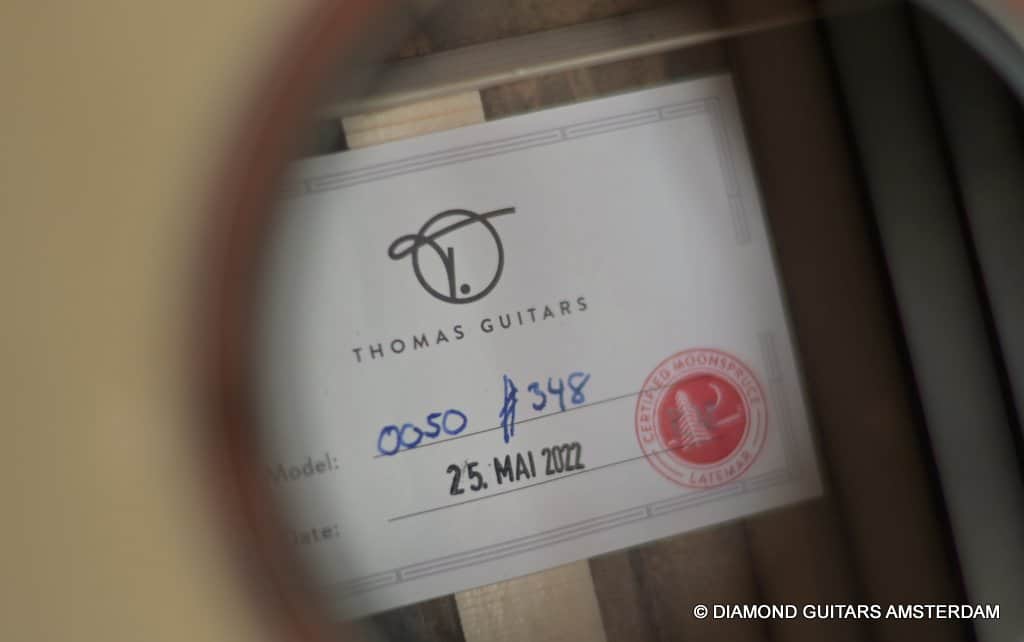 T.
THOMAS GUITARS
Model: 0050 #348
Date: 25. MAI 2022
CERTIFIED MOONSPRUCE
LATEMAR
© DIAMOND GUITARS AMSTERDAM